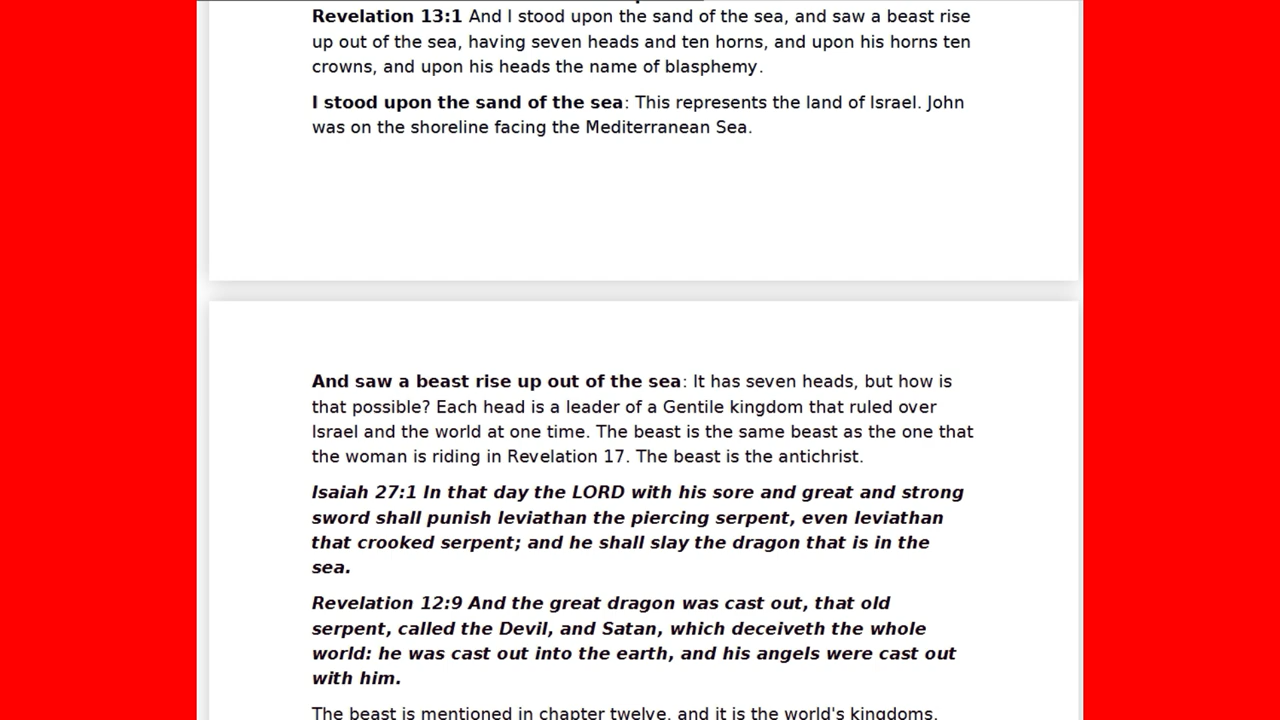 Revelation 13:1 And I stood upon the sand of the sea, and saw a beast rise
up out of the sea, having seven heads and ten horns, and upon his horns ten
crowns, and upon his heads the name of blasphemy.
I stood upon the sand of the sea: This represents the land of Israel. John
was on the shoreline facing the Mediterranean Sea.
And saw a beast rise up out of the sea: It has seven heads, but how is
that possible? Each head is a leader of a Gentile kingdom that ruled over
Israel and the world at one time. The beast is the same beast as the one that
the woman is riding in Revelation 17. The beast is the antichrist.
Isaiah 27:1 In that day the LORD with his sore and great and strong
sword shall punish leviathan the piercing serpent, even leviathan
that crooked serpent; and he shall slay the dragon that is in the
sea.
Revelation 12:9 And the great dragon was cast out, that old
serpent, called the Devil, and Satan, which deceiveth the whole
world: he was cast out into the earth, and his angels were cast out
with him.
The beast is mentioned in chapter twelve, and it is the world's kingdoms.